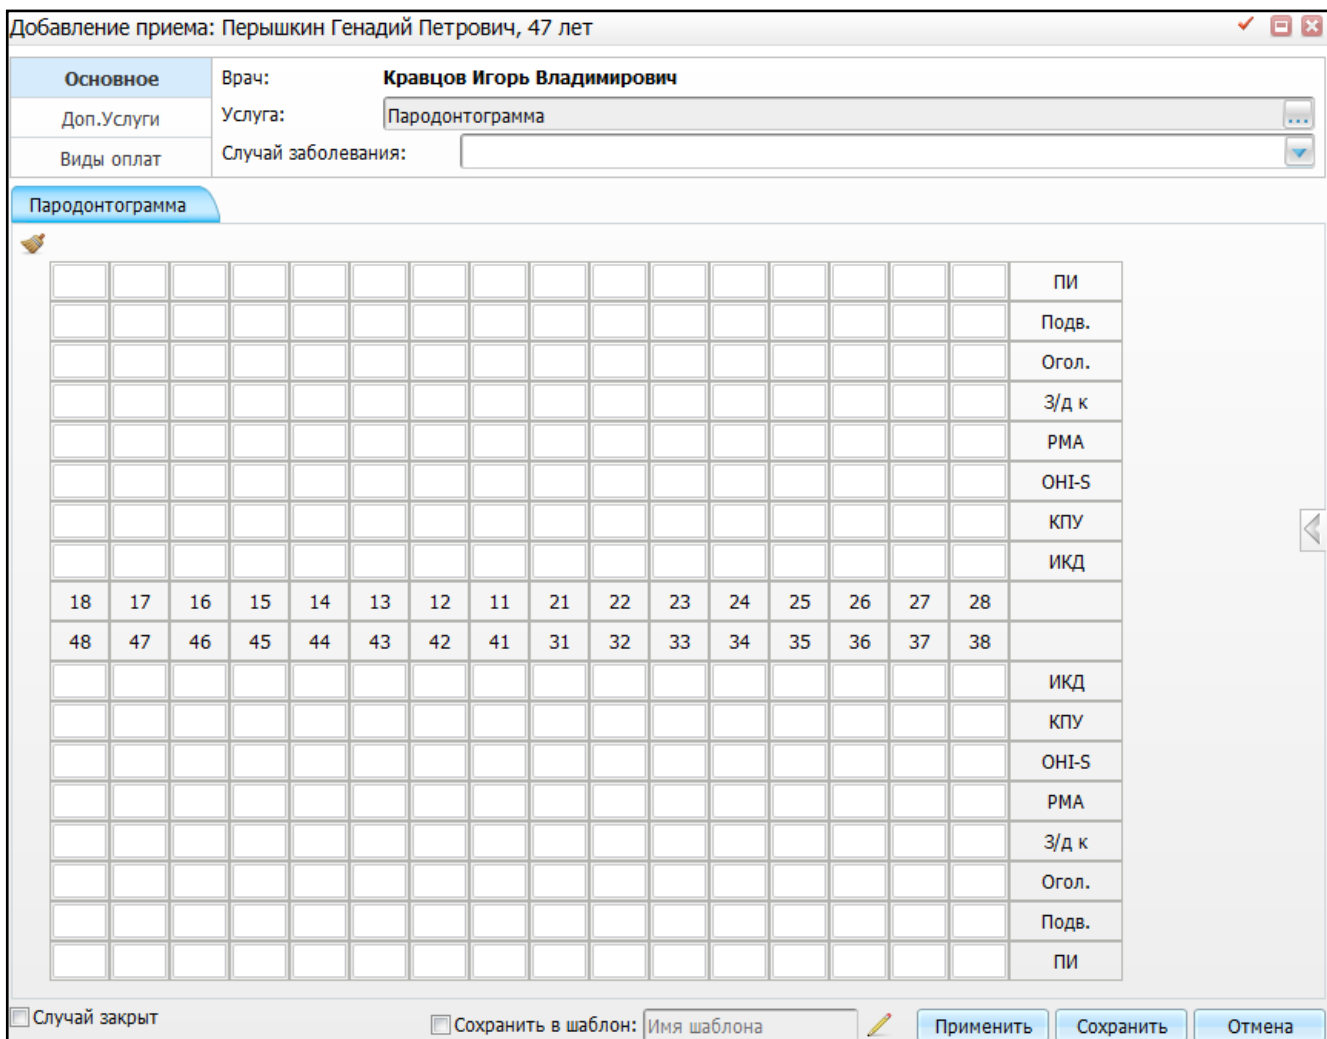 Добавление приема: Перышкин Генадий Петрович, 47 лет
Основное
Доп.Услуги
Виды оплат
Врач: Кравцов Игорь Владимирович
Услуга: Пародонтограмма ...
Случай заболевания:
Пародонтограмма
ПИ
Подв.
Огол.
З/д к
PMA
OHI-S
КПУ
ИКД
18 17 16 15 14 13 12 11 21 22 23 24 25 26 27 28
48 47 46 45 44 43 42 41 31 32 33 34 35 36 37 38
ИКД
КПУ
OHI-S
PMA
З/д к
Огол.
Подв.
ПИ
Случай закрыт
Сохранить в шаблон: Имя шаблона
Применить Сохранить Отмена